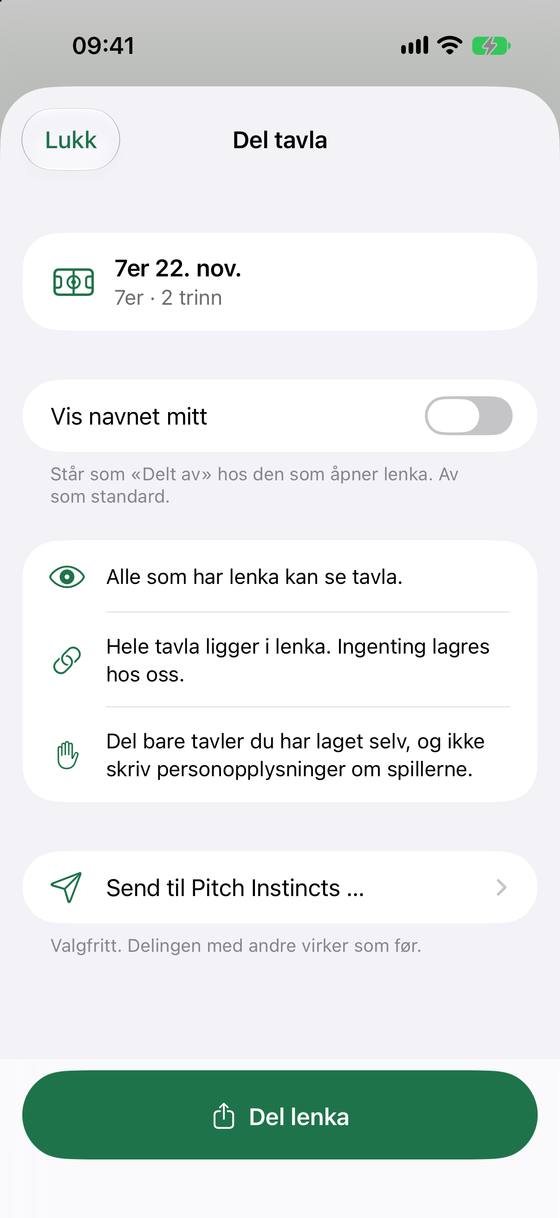 09:41
Lukk
Del tavla
7er 22. nov.
7er · 2 trinn
Vis navnet mitt
Står som «Delt av» hos den som åpner lenka. Av
som standard.
Alle som har lenka kan se tavla.
Hele tavla ligger i lenka. Ingenting lagres
hos oss.
Del bare tavler du har laget selv, og ikke
skriv personopplysninger om spillerne.
Send til Pitch Instincts ...
Valgfritt. Delingen med andre virker som før.
Del lenka